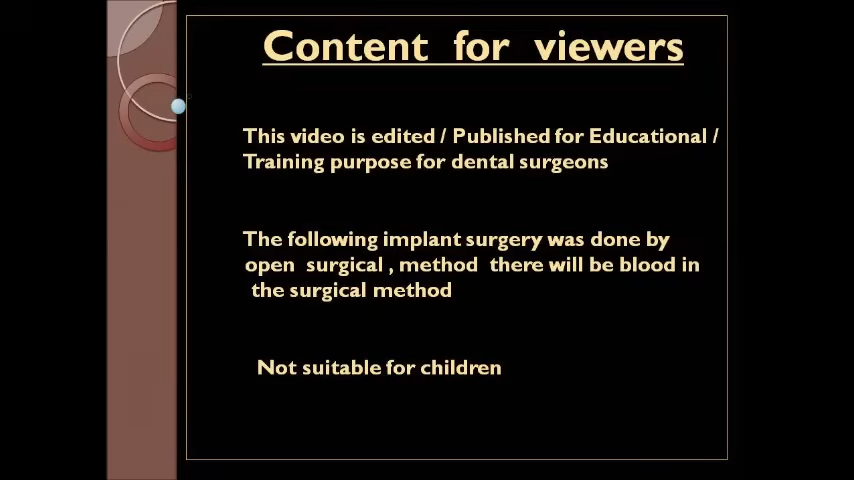 Content for viewers
This video is edited / Published for Educational /
Training purpose for dental surgeons
The following implant surgery was done by
open surgical , method there will be blood in
the surgical method
Not suitable for children